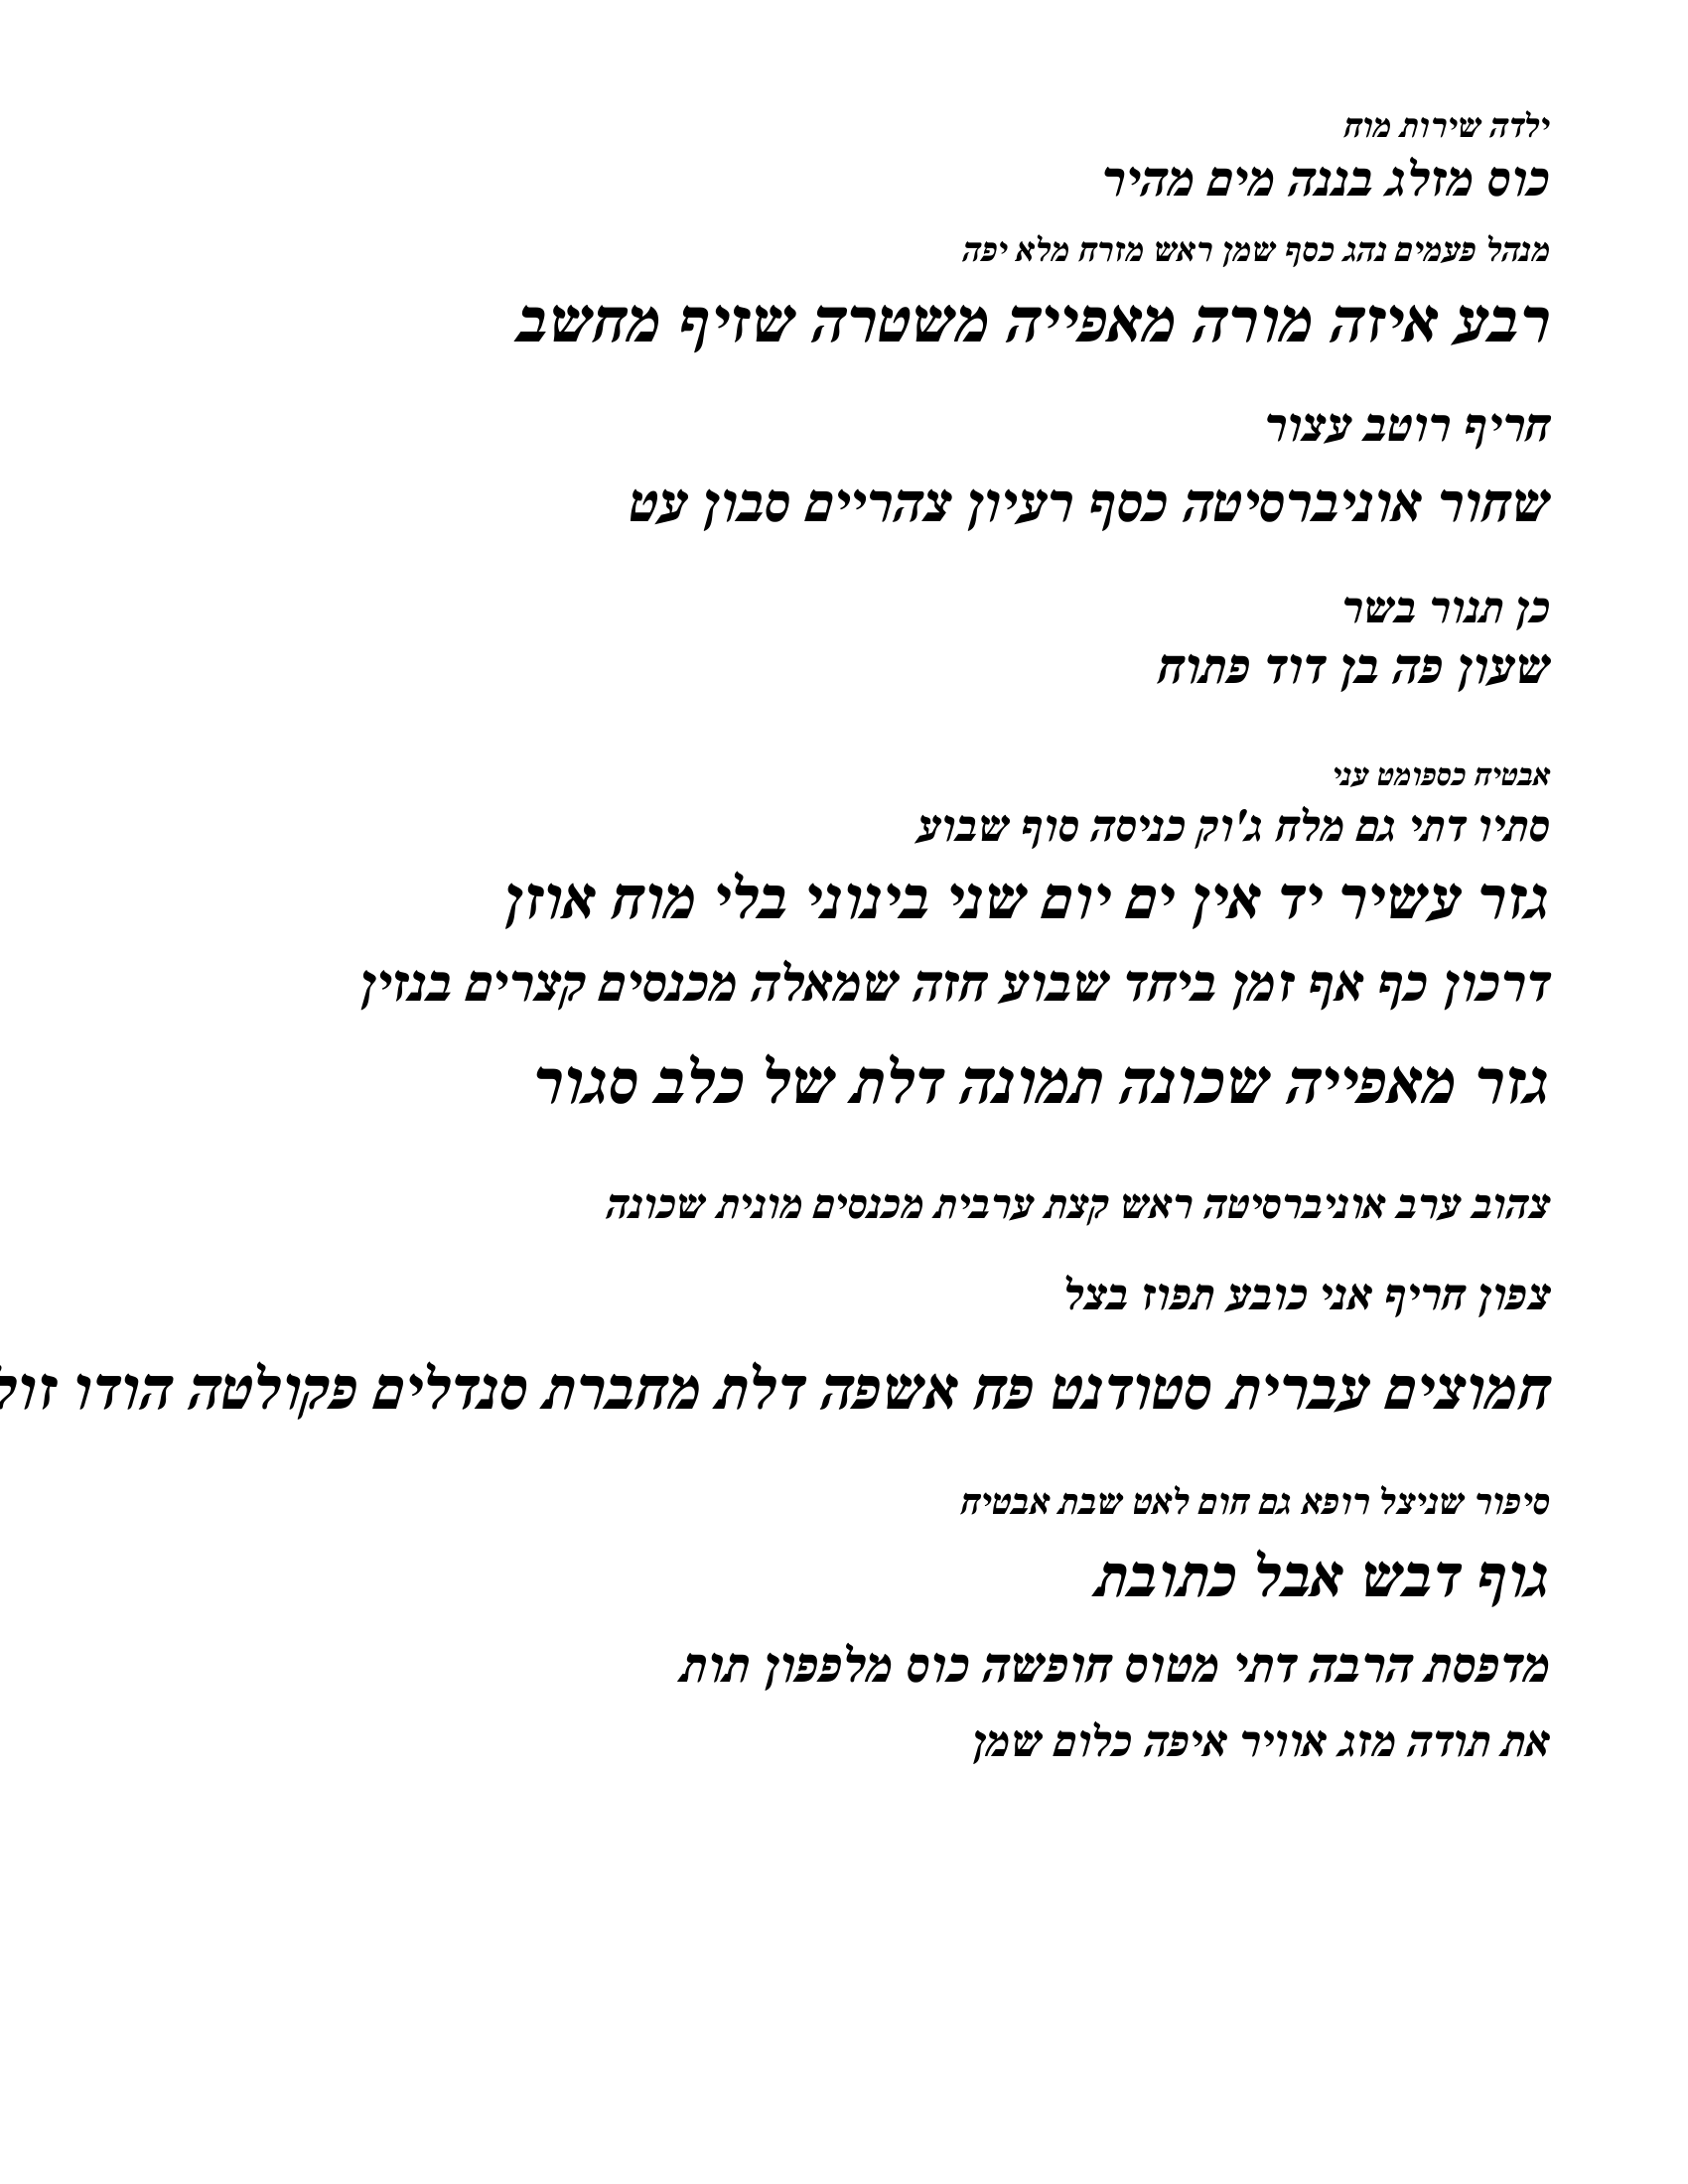 ילדה שירות מוח
כוס מזלג בננה מים מהיר
מנהל פעמים נהג כסף שמן ראש מזרח מלא יפה
רבע איזה מורה מאפייה משטרה שזיף מחשב
חריף רוטב עצור
שחור אוניברסיטה כסף רעיון צהריים סבון עט
כן תנור בשר
שעון פה בן דוד פתוח
אבטיח כספומט עני
סתיו דתי גם מלח ג'וק כניסה סוף שבוע
גזר עשיר יד אין ים יום שני בינוני בלי מוח אוזן
דרכון כף אף זמן ביחד שבוע חזה שמאלה מכנסים קצרים בנזין
גזר מאפייה שכונה תמונה דלת של כלב סגור
צהוב ערב אוניברסיטה ראש קצת ערבית מכנסים מונית שכונה
צפון חריף אני כובע תפוז בצל
חמוצים עברית סטודנט פח אשפה דלת מחברת סנדלים פקולטה הודו זול
סיפור שניצל רופא גם חום לאט שבת אבטיח
גוף דבש אבל כתובת
מדפסת הרבה דתי מטוס חופשה כוס מלפפון תות
את תודה מזג אוויר איפה כלום שמן